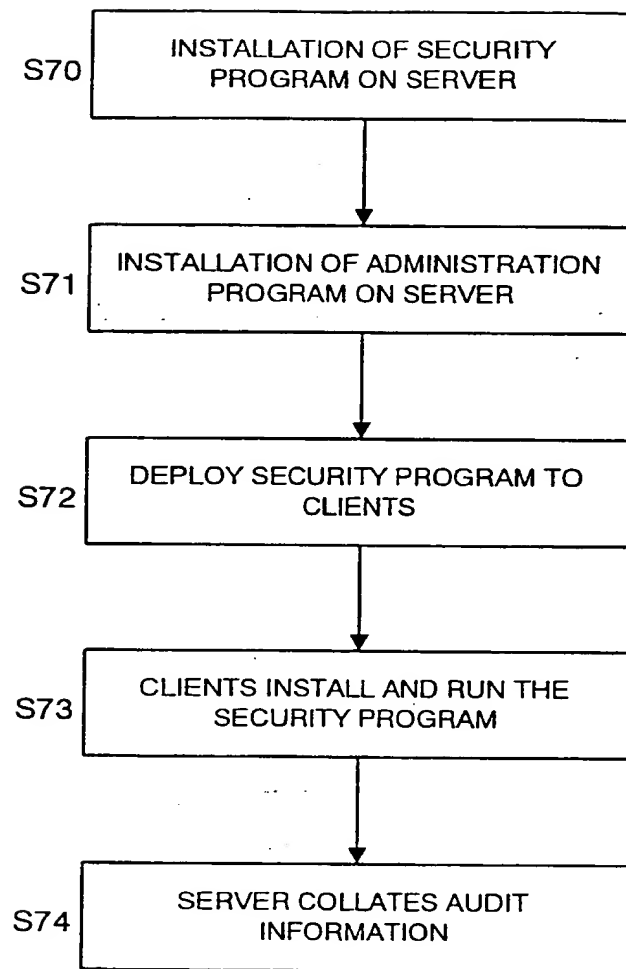 S70
INSTALLATION OF SECURITY
PROGRAM ON SERVER
S71
INSTALLATION OF ADMINISTRATION
PROGRAM ON SERVER
S72
DEPLOY SECURITY PROGRAM TO
CLIENTS
S73
CLIENTS INSTALL AND RUN THE
SECURITY PROGRAM
S74
SERVER COLLATES AUDIT
INFORMATION